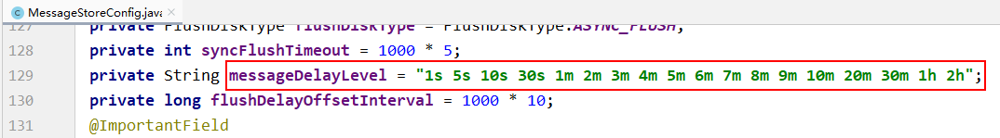 MessageStoreConfig.java
127 private FlushDiskType flushDiskType = FlushDiskType.ASYNC_FLUSH;
128 private int syncFlushTimeout = 1000 * 5;
129 private String messageDelayLevel = "1s 5s 10s 30s 1m 2m 3m 4m 5m 6m 7m 8m 9m 10m 20m 30m 1h 2h";
130 private long flushDelayOffsetInterval = 1000 * 10;
131 @ImportantField